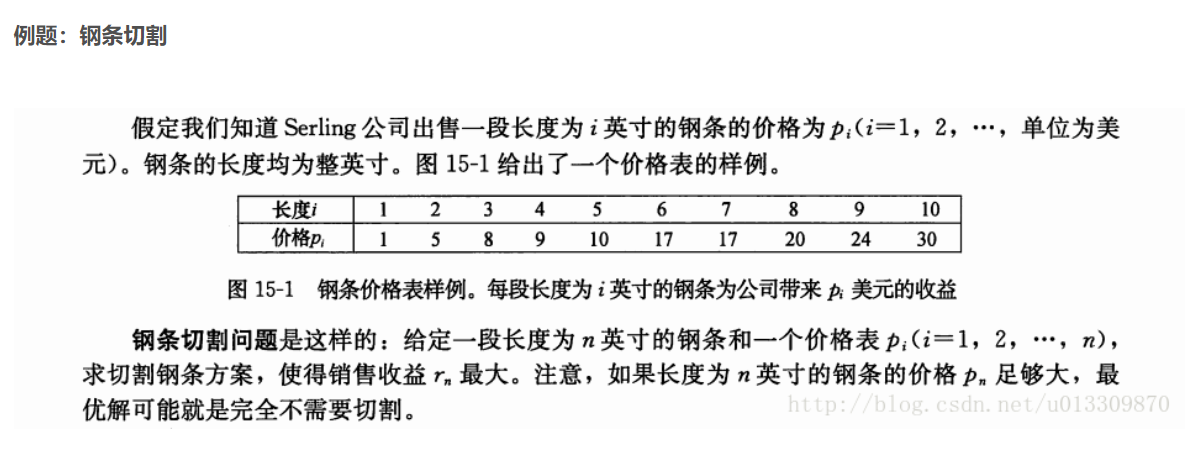 例题：钢条切割
假定我们知道 Serling 公司出售一段长度为 i 英寸的钢条的价格为 pᵢ(i=1，2，…，单位为美
元)。钢条的长度均为整英寸。图 15-1 给出了一个价格表的样例。
长度i 1 2 3 4 5 6 7 8 9 10
价格pᵢ 1 5 8 9 10 17 17 20 24 30
图 15-1 钢条价格表样例。每段长度为 i 英寸的钢条为公司带来 pᵢ 美元的收益
钢条切割问题是这样的：给定一段长度为 n 英寸的钢条和一个价格表 pᵢ(i=1，2，…，n)，
求切割钢条方案，使得销售收益 rₙ 最大。注意，如果长度为 n 英寸的钢条的价格 pₙ 足够大，最
优解可能就是完全不需要切割。
http://blog.csdn.net/u013309870